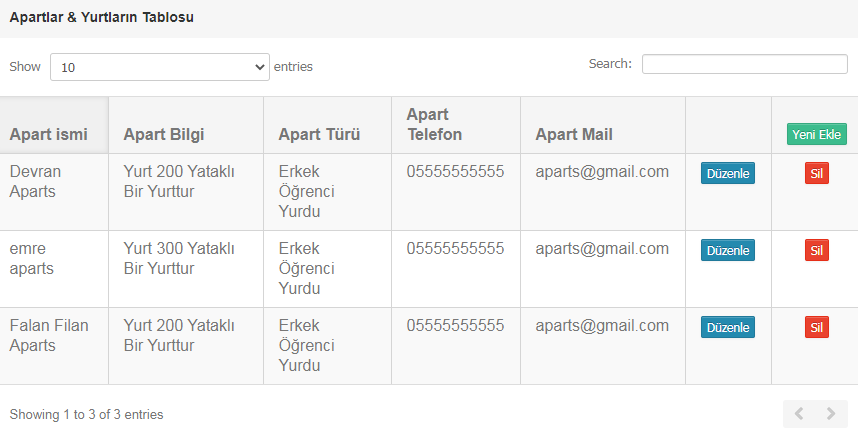 Apartlar & Yurtların Tablosu
Show 10 entries Search:
Apart ismi Apart Bilgi Apart Türü Apart Telefon Apart Mail Yeni Ekle
Devran Aparts Yurt 200 Yataklı Bir Yurttur Erkek Öğrenci Yurdu 05555555555 aparts@gmail.com Düzenle Sil
emre aparts Yurt 300 Yataklı Bir Yurttur Erkek Öğrenci Yurdu 05555555555 aparts@gmail.com Düzenle Sil
Falan Filan Aparts Yurt 200 Yataklı Bir Yurttur Erkek Öğrenci Yurdu 05555555555 aparts@gmail.com Düzenle Sil
Showing 1 to 3 of 3 entries